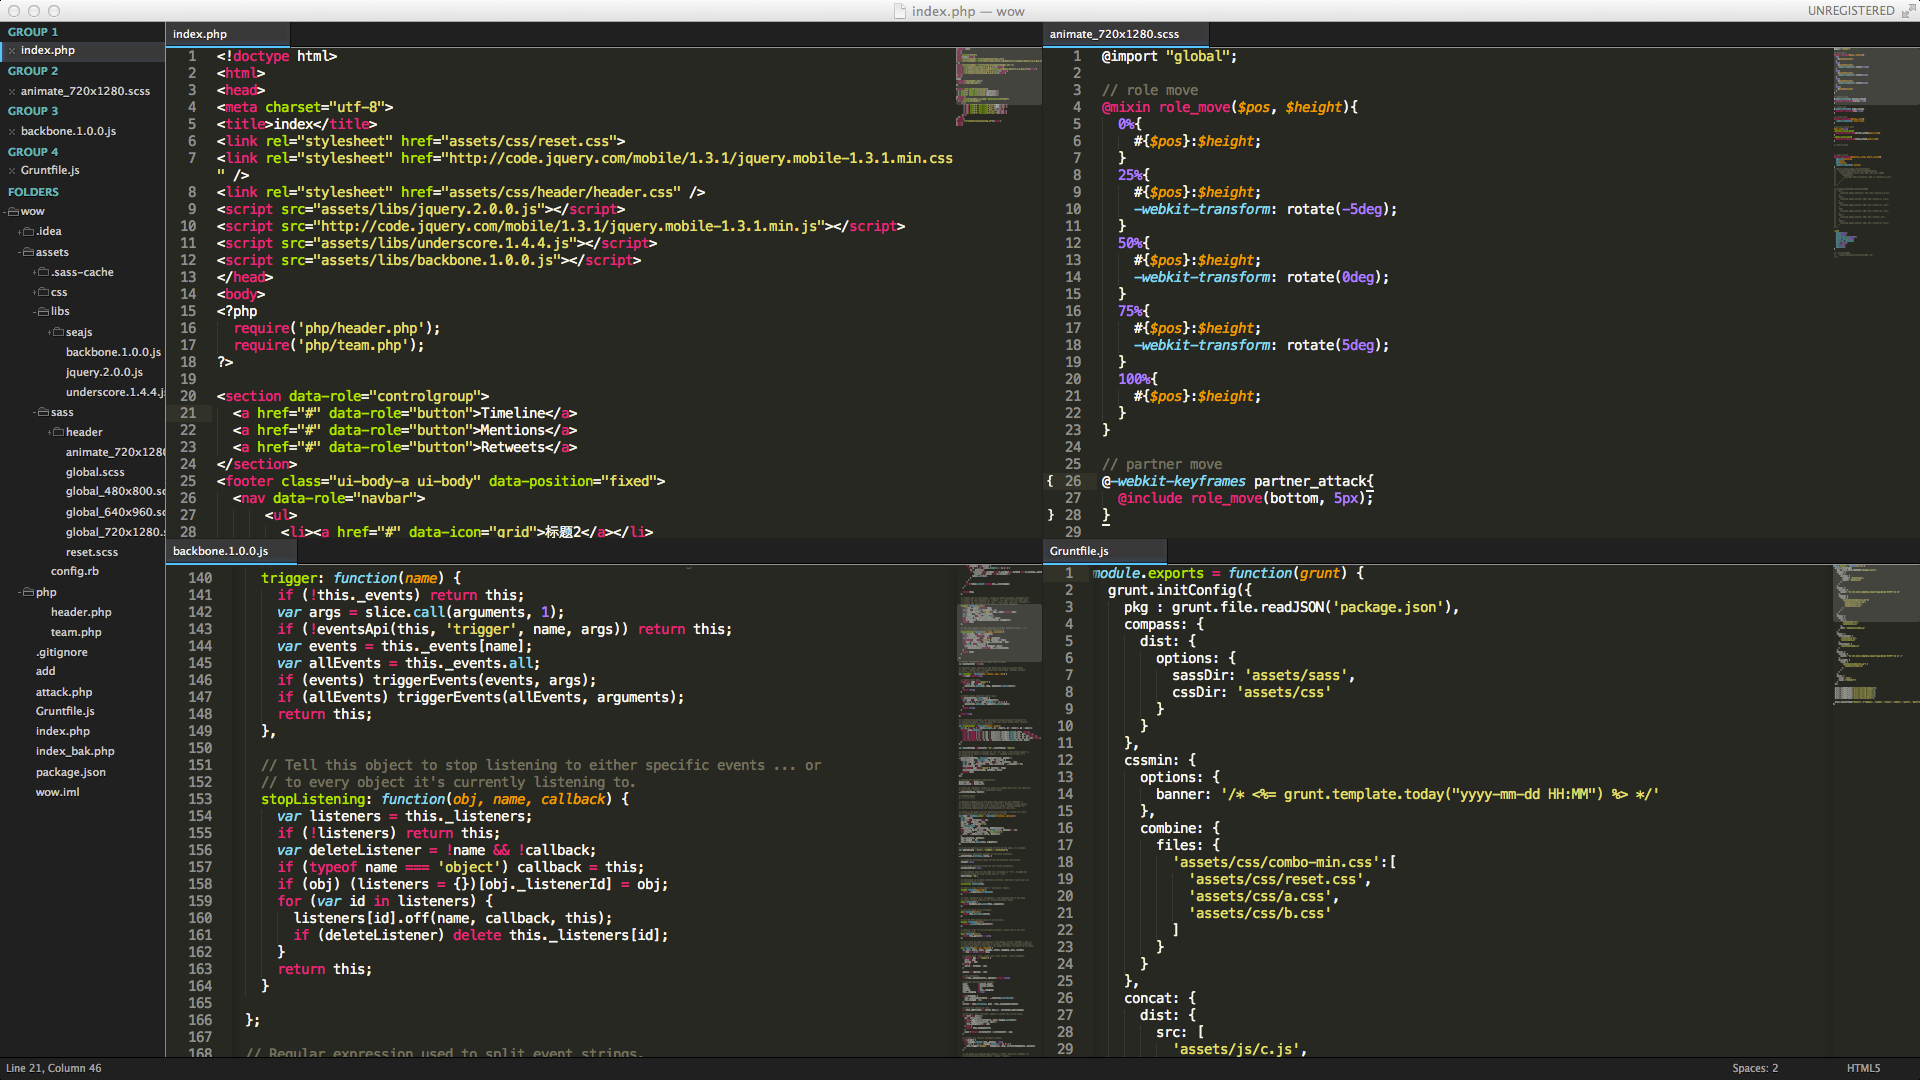 index.php — wow
UNREGISTERED
GROUP 1
index.php
GROUP 2
animate_720x1280.scss
GROUP 3
backbone.1.0.0.js
GROUP 4
Gruntfile.js
FOLDERS
wow
.idea
assets
.sass-cache
css
libs
seajs
backbone.1.0.0.js
jquery.2.0.0.js
underscore.1.4.4.js
sass
header
animate_720x1280
global.scss
global_480x800.sc
global_640x960.sc
global_720x1280.s
reset.scss
config.rb
php
header.php
team.php
.gitignore
add
attack.php
Gruntfile.js
index.php
index_bak.php
package.json
wow.iml
index.php
1 <!doctype html>
2 <html>
3 <head>
4 <meta charset="utf-8">
5 <title>index</title>
6 <link rel="stylesheet" href="assets/css/reset.css">
7 <link rel="stylesheet" href="http://code.jquery.com/mobile/1.3.1/jquery.mobile-1.3.1.min.css
" />
8 <link rel="stylesheet" href="assets/css/header/header.css" />
9 <script src="assets/libs/jquery.2.0.0.js"></script>
10 <script src="http://code.jquery.com/mobile/1.3.1/jquery.mobile-1.3.1.min.js"></script>
11 <script src="assets/libs/underscore.1.4.4.js"></script>
12 <script src="assets/libs/backbone.1.0.0.js"></script>
13 </head>
14 <body>
15 <?php
16 require('php/header.php');
17 require('php/team.php');
18 ?>
19
20 <section data-role="controlgroup">
21 <a href="#" data-role="button">Timeline</a>
22 <a href="#" data-role="button">Mentions</a>
23 <a href="#" data-role="button">Retweets</a>
24 </section>
25 <footer class="ui-body-a ui-body" data-position="fixed">
26 <nav data-role="navbar">
27 <ul>
28 <li><a href="#" data-icon="grid">标题2</a></li>
animate_720x1280.scss
1 @import "global";
2
3 // role move
4 @mixin role_move($pos, $height){
5 0%{
6 #{$pos}:$height;
7 }
8 25%{
9 #{$pos}:$height;
10 -webkit-transform: rotate(-5deg);
11 }
12 50%{
13 #{$pos}:$height;
14 -webkit-transform: rotate(0deg);
15 }
16 75%{
17 #{$pos}:$height;
18 -webkit-transform: rotate(5deg);
19 }
20 100%{
21 #{$pos}:$height;
22 }
23 }
24
25 // partner move
{ 26 @-webkit-keyframes partner_attack{
27 @include role_move(bottom, 5px);
} 28 }
29
backbone.1.0.0.js
140 trigger: function(name) {
141 if (!this._events) return this;
142 var args = slice.call(arguments, 1);
143 if (!eventsApi(this, 'trigger', name, args)) return this;
144 var events = this._events[name];
145 var allEvents = this._events.all;
146 if (events) triggerEvents(events, args);
147 if (allEvents) triggerEvents(allEvents, arguments);
148 return this;
149 },
150
151 // Tell this object to stop listening to either specific events ... or
152 // to every object it's currently listening to.
153 stopListening: function(obj, name, callback) {
154 var listeners = this._listeners;
155 if (!listeners) return this;
156 var deleteListener = !name && !callback;
157 if (typeof name === 'object') callback = this;
158 if (obj) (listeners = {})[obj._listenerId] = obj;
159 for (var id in listeners) {
160 listeners[id].off(name, callback, this);
161 if (deleteListener) delete this._listeners[id];
162 }
163 return this;
164 }
165
166 };
167
168 // Regular expression used to split event strings.
Gruntfile.js
1 module.exports = function(grunt) {
2 grunt.initConfig({
3 pkg : grunt.file.readJSON('package.json'),
4 compass: {
5 dist: {
6 options: {
7 sassDir: 'assets/sass',
8 cssDir: 'assets/css'
9 }
10 }
11 },
12 cssmin: {
13 options: {
14 banner: '/* <%= grunt.template.today("yyyy-mm-dd HH:MM") %> */'
15 },
16 combine: {
17 files: {
18 'assets/css/combo-min.css':[
19 'assets/css/reset.css',
20 'assets/css/a.css',
21 'assets/css/b.css'
22 ]
23 }
24 }
25 },
26 concat: {
27 dist: {
28 src: [
29 'assets/js/c.js',
Line 21, Column 46
Spaces: 2
HTML5